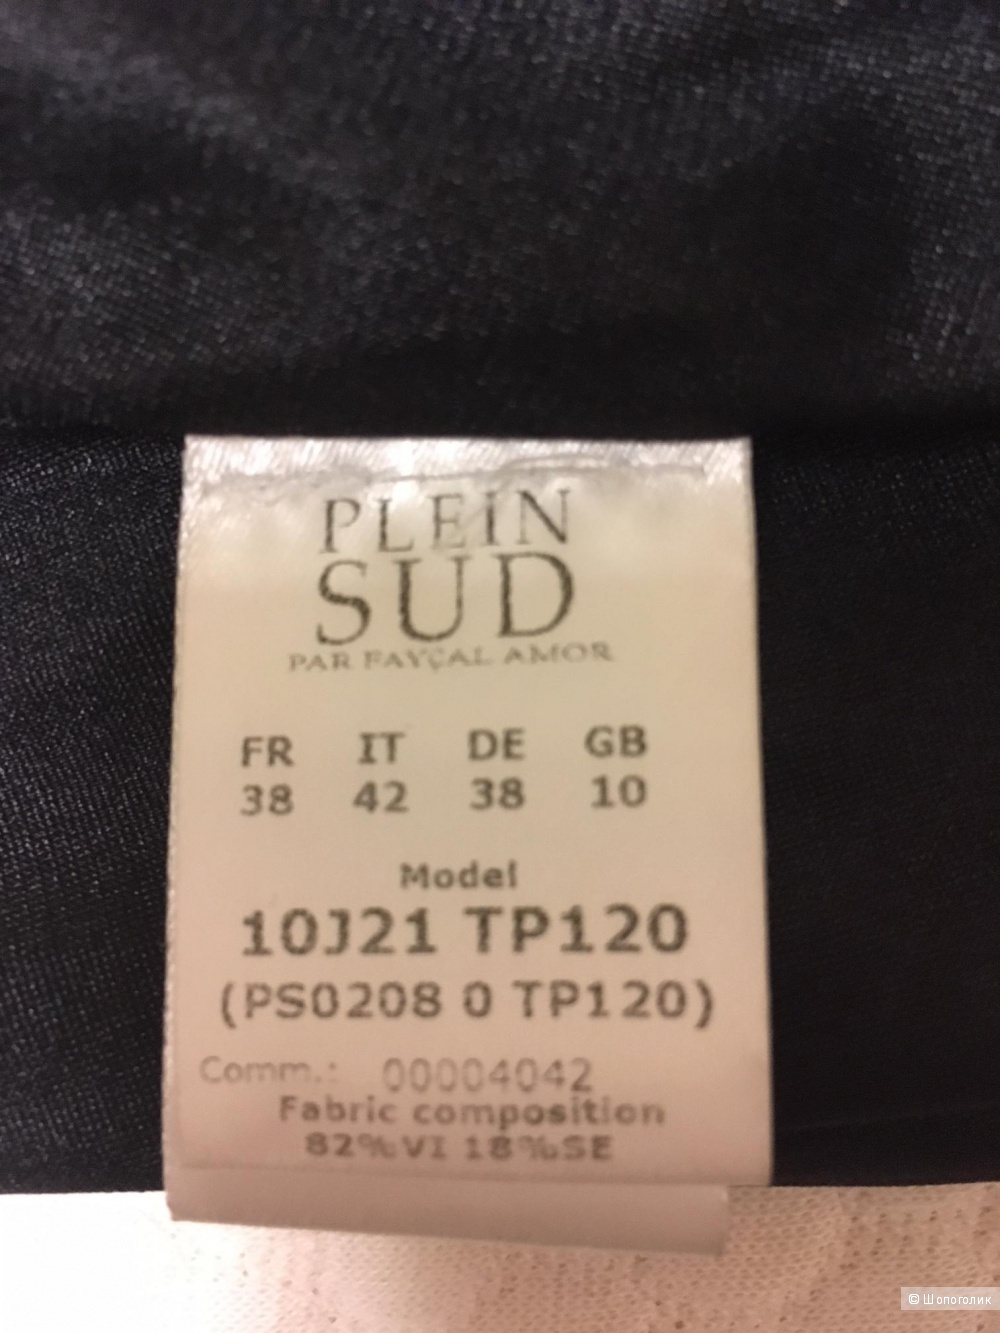 PLEIN
SUD
PAR FAYÇAL AMOR
FR IT DE GB
38 42 38 10
Model
10J21 TP120
(PS0208 0 TP120)
Comm.: 00004042
Fabric composition
82%VI 18%SE
© Шопоголик